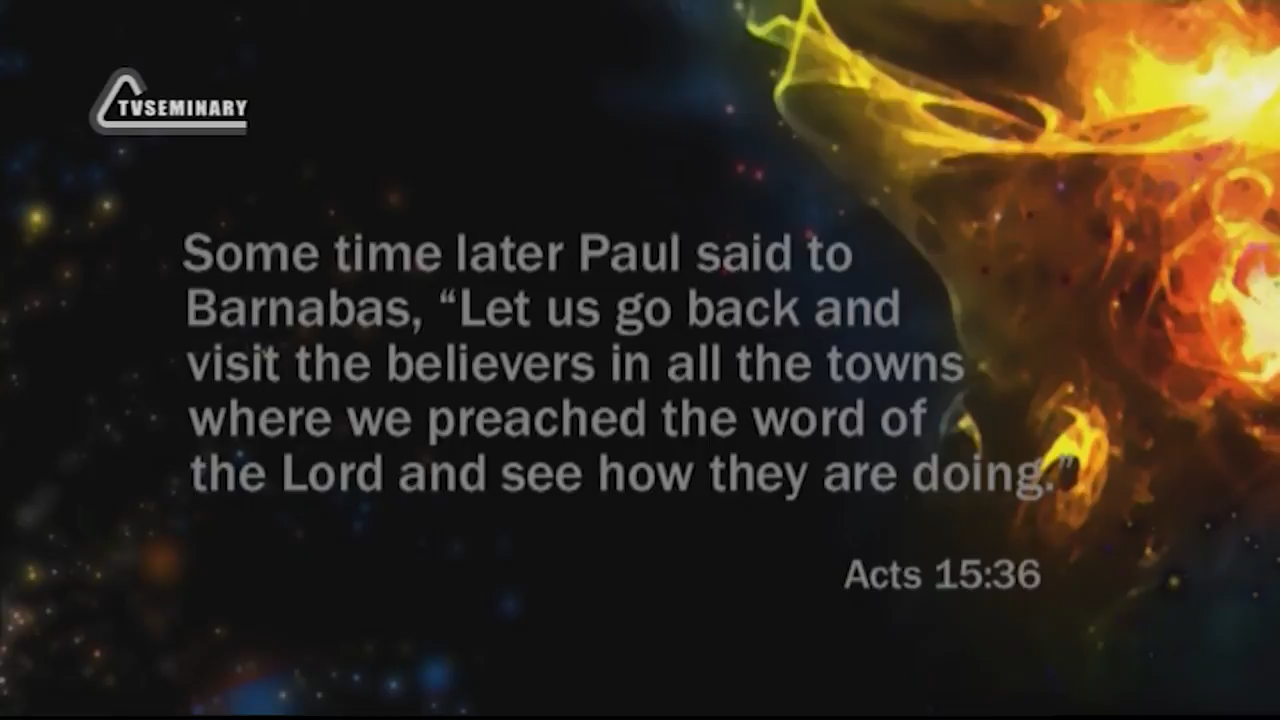 TVSEMINARY
Some time later Paul said to
Barnabas, “Let us go back and
visit the believers in all the towns
where we preached the word of
the Lord and see how they are doing.”
Acts 15:36